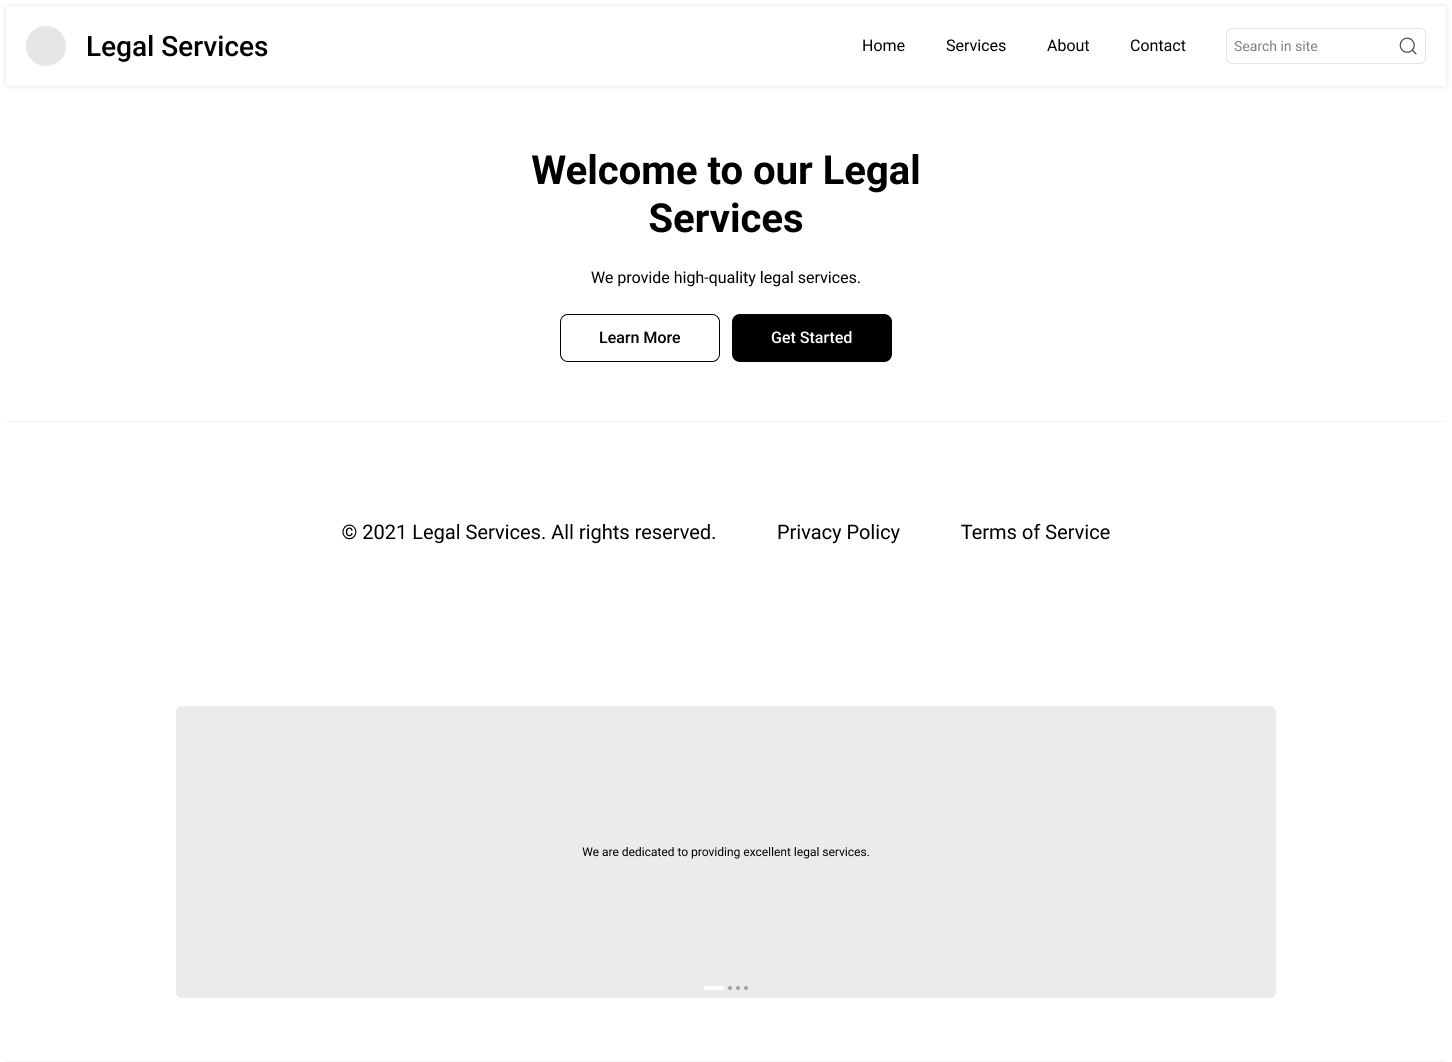 Legal Services
Home
Services
About
Contact
Search in site
Welcome to our Legal
Services
We provide high-quality legal services.
Learn More
Get Started
© 2021 Legal Services. All rights reserved.
Privacy Policy
Terms of Service
We are dedicated to providing excellent legal services.